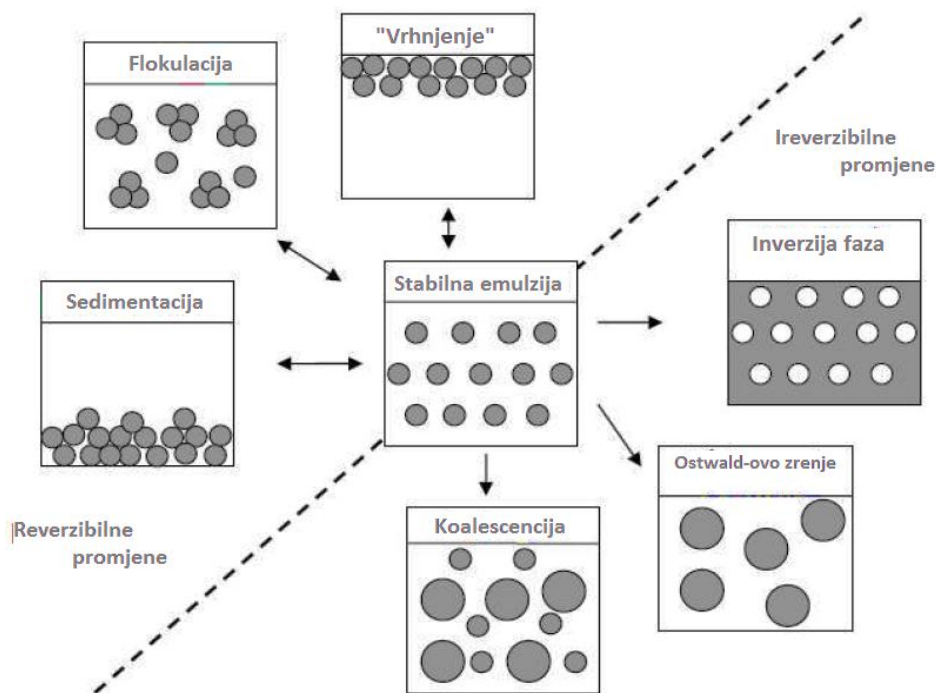 "Vrhnjenje"
Flokulacija
Ireverzibilne
promjene
Inverzija faza
Stabilna emulzija
Sedimentacija
Ostwald-ovo zrenje
Koalescencija
Reverzibilne
promjene